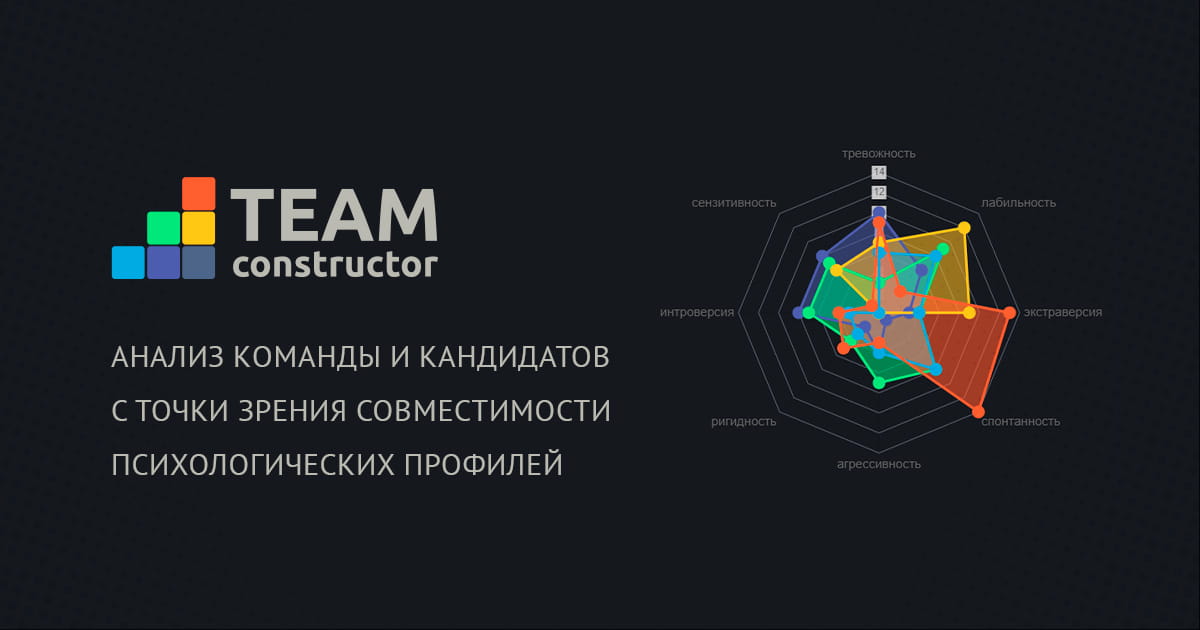 TEAM
constructor
АНАЛИЗ КОМАНДЫ И КАНДИДАТОВ
С ТОЧКИ ЗРЕНИЯ СОВМЕСТИМОСТИ
ПСИХОЛОГИЧЕСКИХ ПРОФИЛЕЙ
тревожность
14
12
сензитивность
лабильность
интроверсия
экстраверсия
ригидность
спонтанность
агрессивность